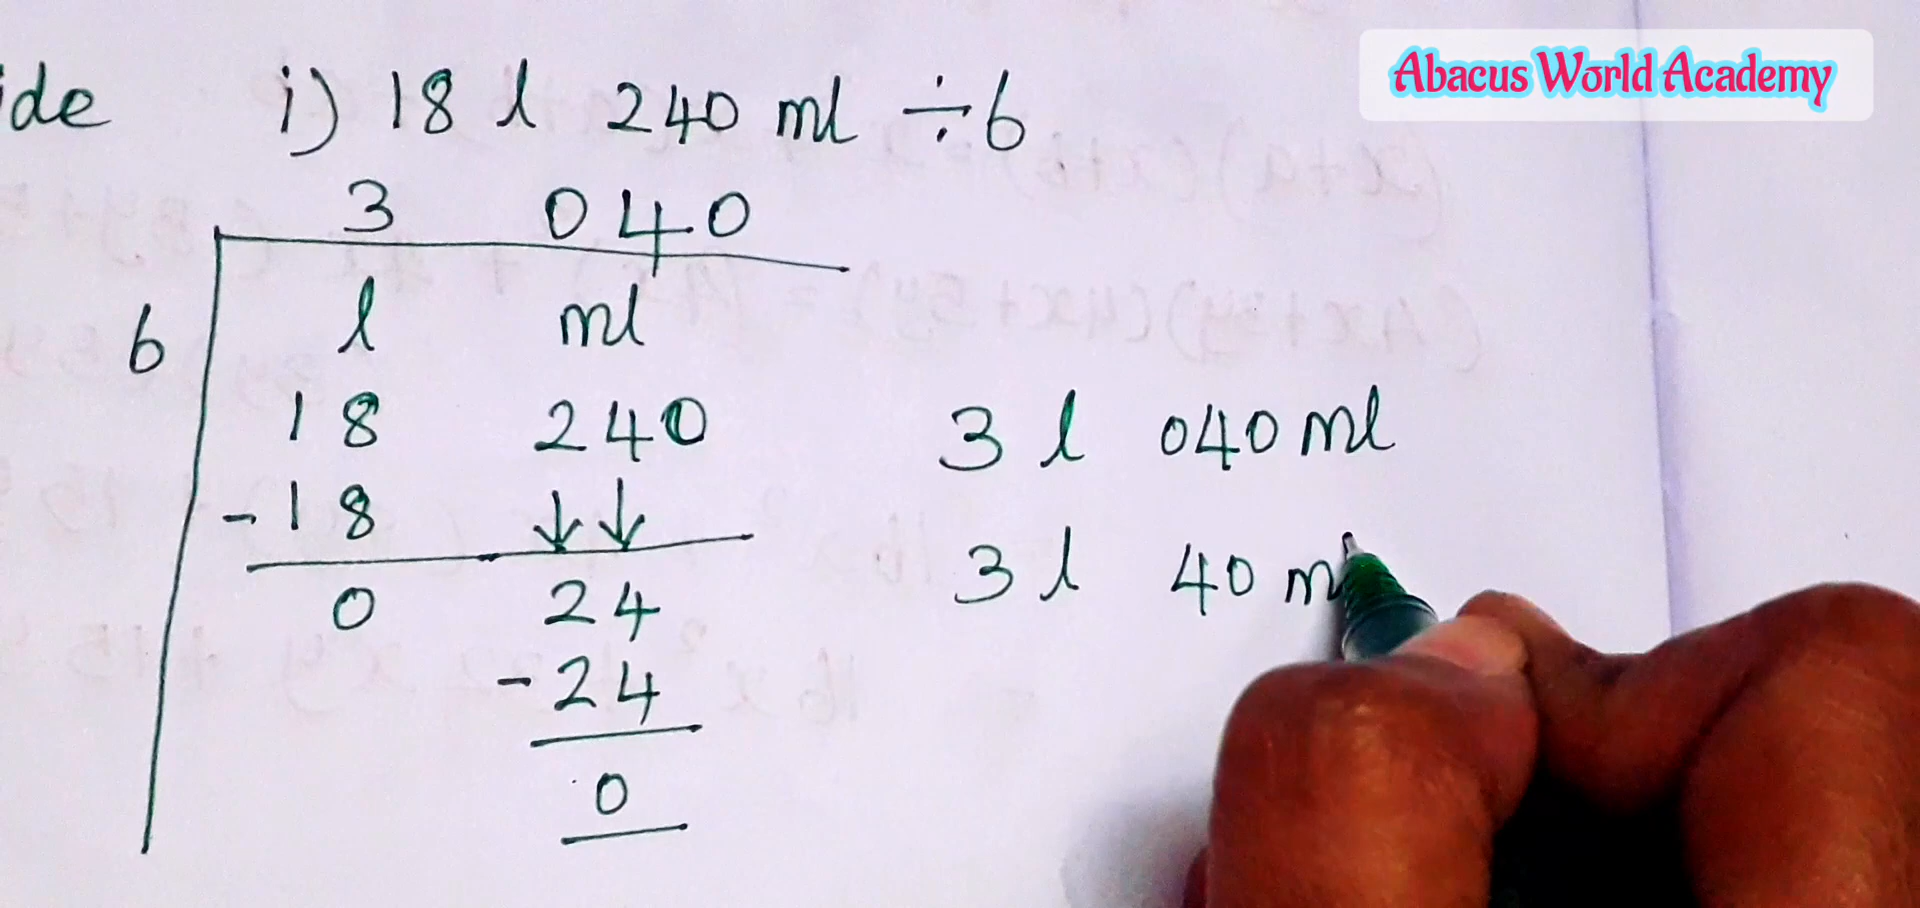 Abacus World Academy
ide i) 18 l 240 ml ÷ 6
3 040
6 l ml
18 240
3 l 040 ml
-18 ↓↓
0 24
3 l 40 m
-24
0